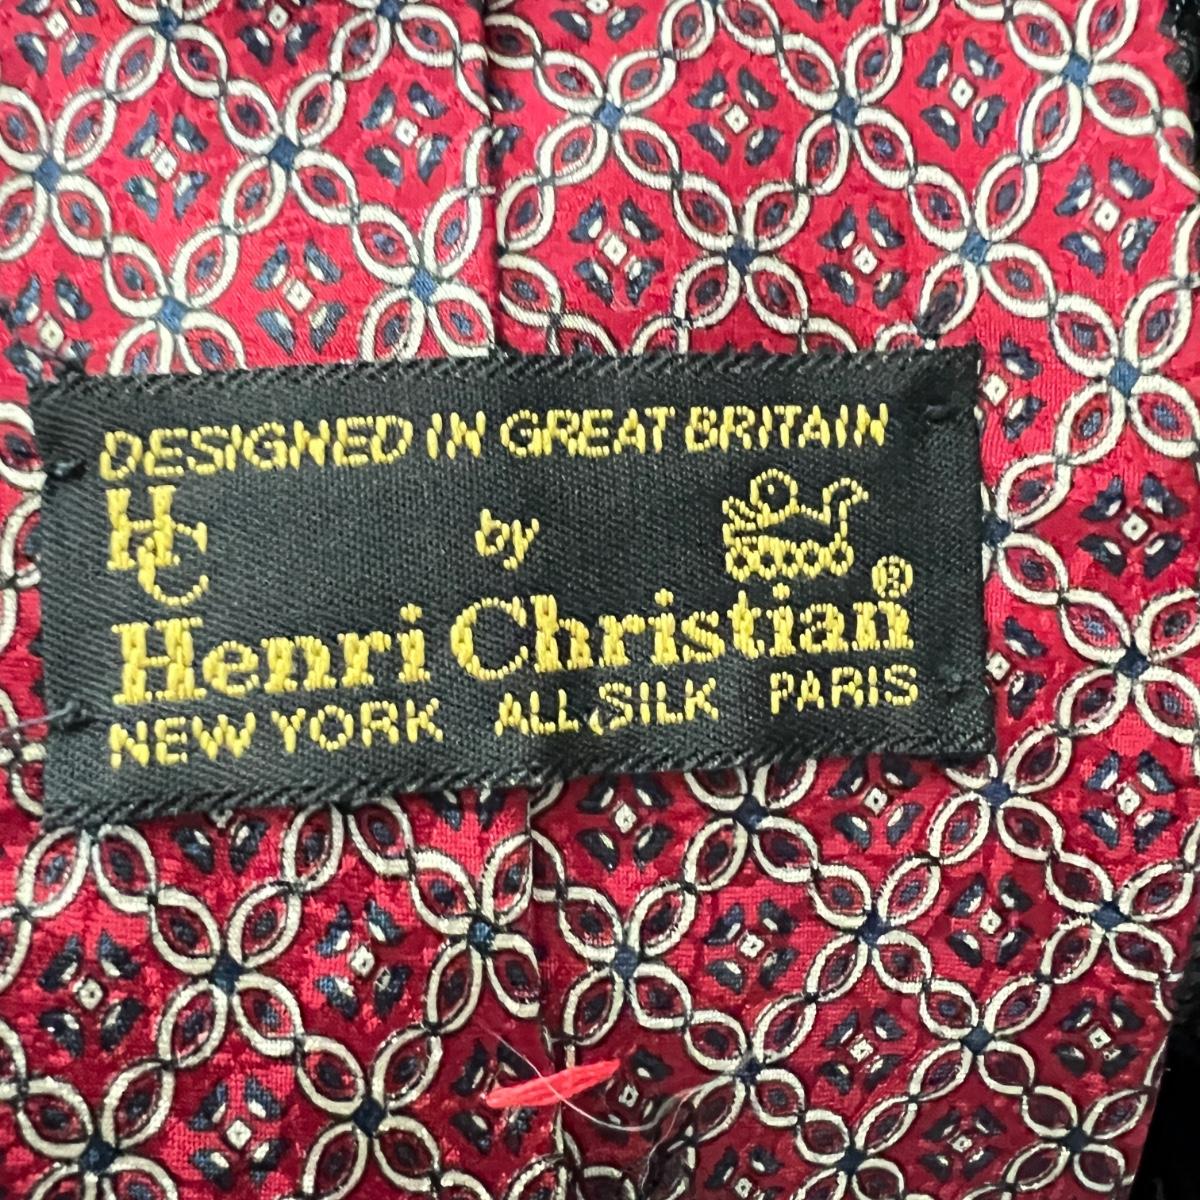 DESIGNED IN GREAT BRITAIN
HC by
Henri Christian®
NEW YORK ALL SILK PARIS